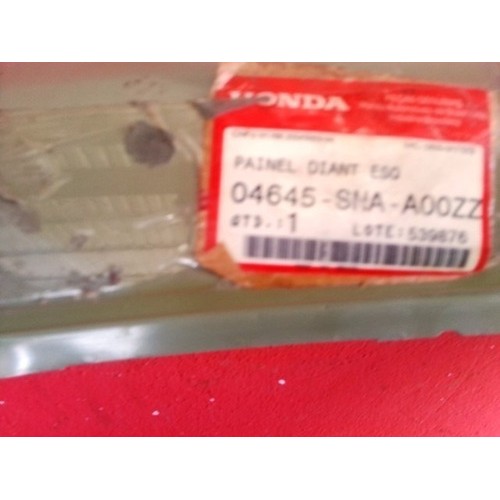 HONDA
PAINEL DIANT ESQ
04645-SNA-A00ZZ
QTD.:1 LOTE:539876